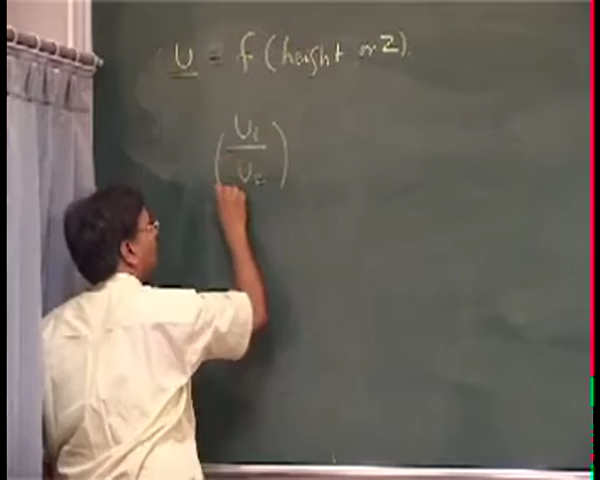 U = f (height or z).
(U₁
U₂)